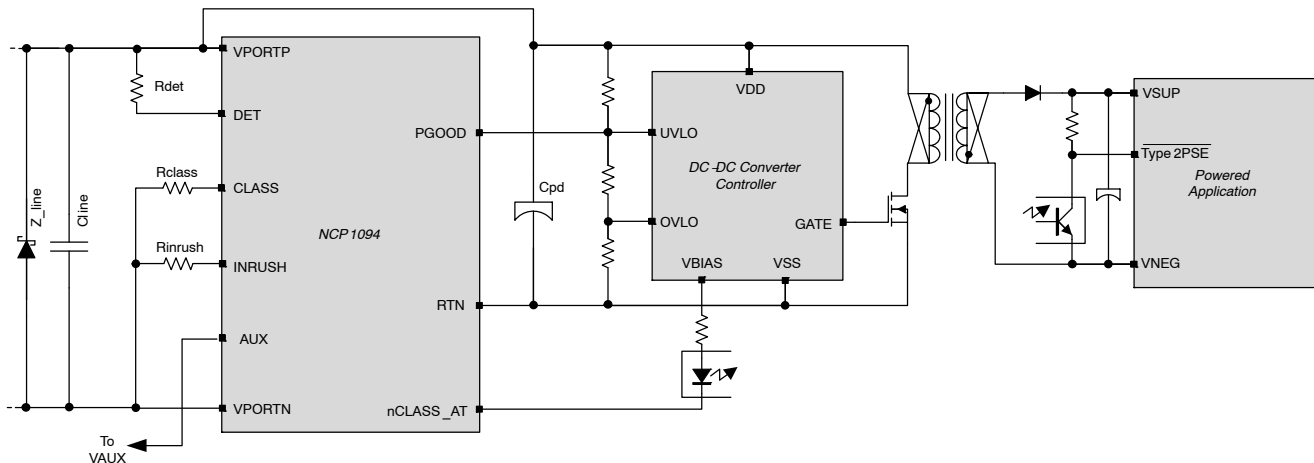 VPORTP
Rdet
DET
Rclass
CLASS
Z_line
Cline
NCP1094
Rinrush
INRUSH
AUX
VPORTN
To
VAUX
PGOOD
RTN
nCLASS_AT
Cpd
VDD
UVLO
DC-DC Converter
Controller
OVLO
GATE
VBIAS
VSS
VSUP
Type 2PSE
Powered
Application
VNEG